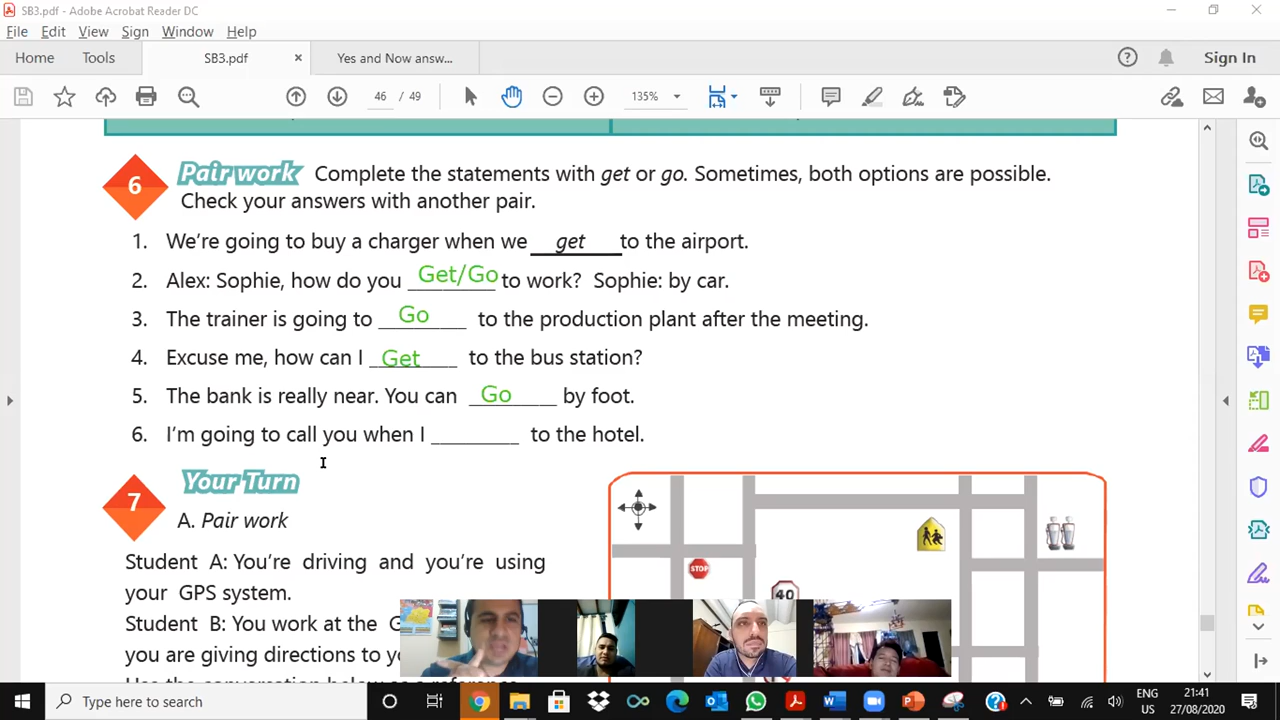 SB3.pdf - Adobe Acrobat Reader DC
File Edit View Sign Window Help
Home Tools SB3.pdf × Yes and Now answ... Sign In
46 / 49 135%
6 Pair work Complete the statements with get or go. Sometimes, both options are possible.
Check your answers with another pair.
1. We're going to buy a charger when we get to the airport.
2. Alex: Sophie, how do you Get/Go to work? Sophie: by car.
3. The trainer is going to Go to the production plant after the meeting.
4. Excuse me, how can I Get to the bus station?
5. The bank is really near. You can Go by foot.
6. I'm going to call you when I ________ to the hotel.
7 Your Turn
A. Pair work
Student A: You're driving and you're using
your GPS system.
Student B: You work at the G
you are giving directions to yo
STOP
40
Type here to search
ENG 21:41
US 27/08/2020